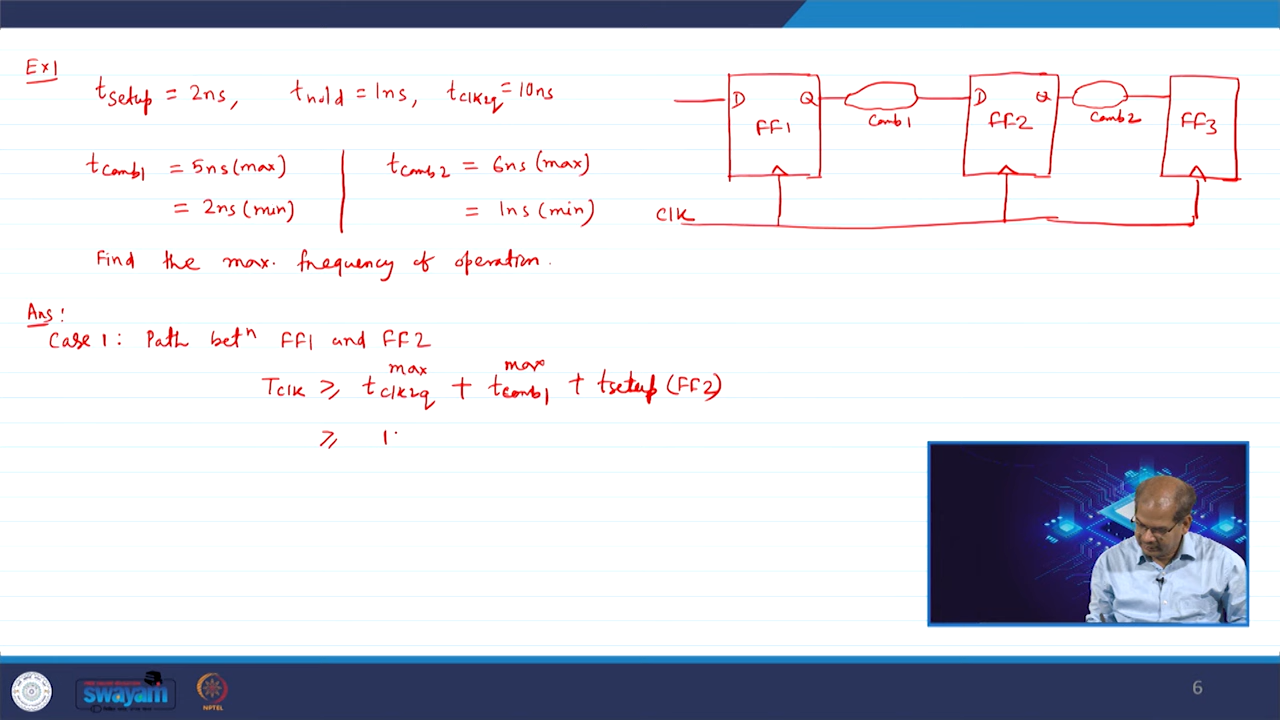 Ex1
tsetup = 2ns, thold = 1ns, tclk2q = 10ns
tcomb1 = 5ns (max)
= 2ns (min)
tcomb2 = 6ns (max)
= 1ns (min)
Find the max. frequency of operation.
D Q
FF1
Comb1
D Q
FF2
Comb2
FF3
Clk
Ans:
Case 1: Path betn FF1 and FF2
Tclk ≥ tclk2q max + tcomb1 max + tsetup (FF2)
≥ 1
swayam
NPTEL
6